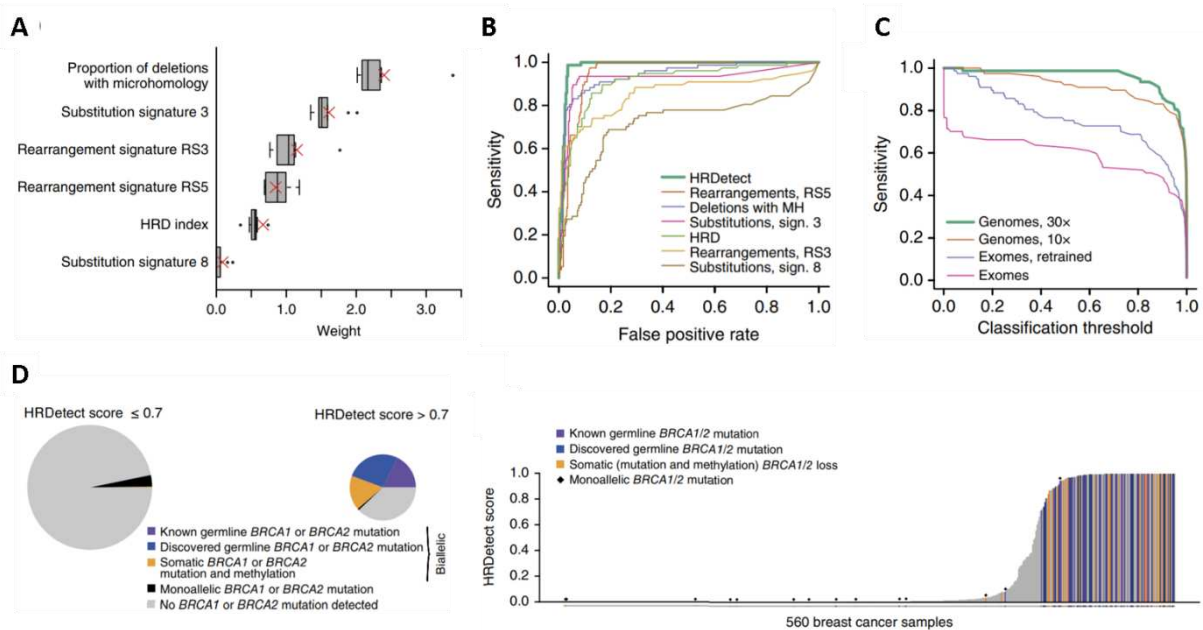 A
Proportion of deletions
with microhomology
Substitution signature 3
Rearrangement signature RS3
Rearrangement signature RS5
HRD index
Substitution signature 8
0.0
1.0
2.0
3.0
Weight
B
1.0
0.8
0.6
0.4
0.2
0.0
Sensitivity
HRDetect
Rearrangements, RS5
Deletions with MH
Substitutions, sign. 3
HRD
Rearrangements, RS3
Substitutions, sign. 8
0.0 0.2 0.4 0.6 0.8 1.0
False positive rate
C
1.0
0.8
0.6
0.4
0.2
0.0
Sensitivity
Genomes, 30×
Genomes, 10×
Exomes, retrained
Exomes
0.0 0.2 0.4 0.6 0.8 1.0
Classification threshold
D
HRDetect score ≤ 0.7
HRDetect score > 0.7
Known germline BRCA1 or BRCA2 mutation
Discovered germline BRCA1 or BRCA2 mutation
Somatic BRCA1 or BRCA2
mutation and methylation
Monoallelic BRCA1 or BRCA2 mutation
No BRCA1 or BRCA2 mutation detected
Biallelic
Known germline BRCA1/2 mutation
Discovered germline BRCA1/2 mutation
Somatic (mutation and methylation) BRCA1/2 loss
Monoallelic BRCA1/2 mutation
1.0
0.8
0.6
0.4
0.2
0.0
HRDetect score
560 breast cancer samples